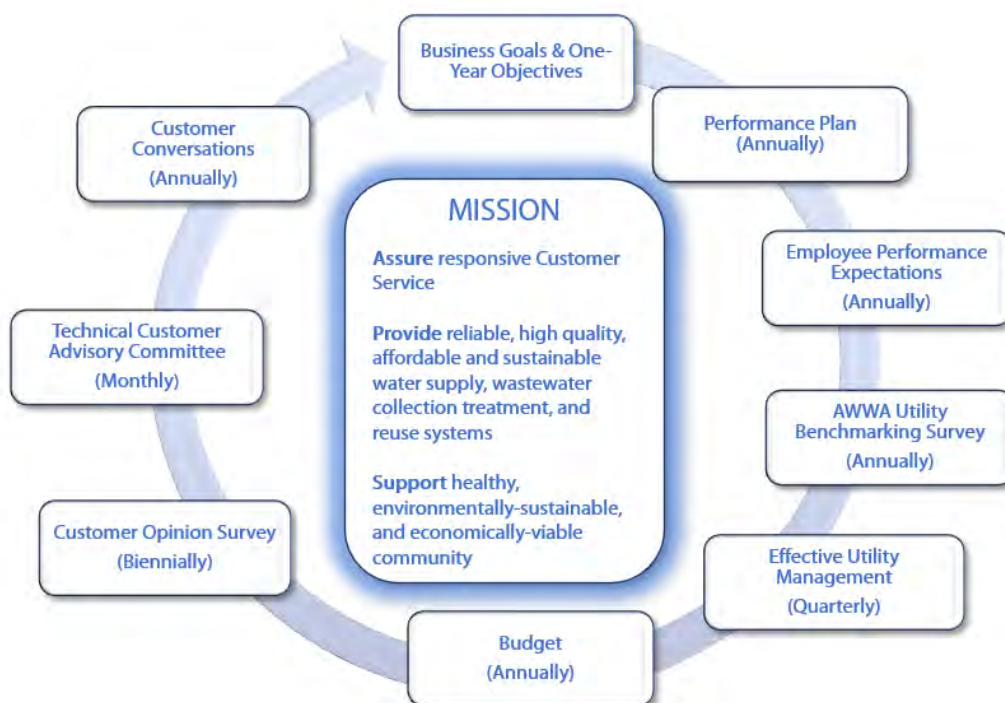 Business Goals & One-
Year Objectives
Performance Plan
(Annually)
Employee Performance
Expectations
(Annually)
AWWA Utility
Benchmarking Survey
(Annually)
Effective Utility
Management
(Quarterly)
Budget
(Annually)
Customer Opinion Survey
(Biennially)
Technical Customer
Advisory Committee
(Monthly)
Customer
Conversations
(Annually)
MISSION
Assure responsive Customer
Service
Provide reliable, high quality,
affordable and sustainable
water supply, wastewater
collection treatment, and
reuse systems
Support healthy,
environmentally-sustainable,
and economically-viable
community